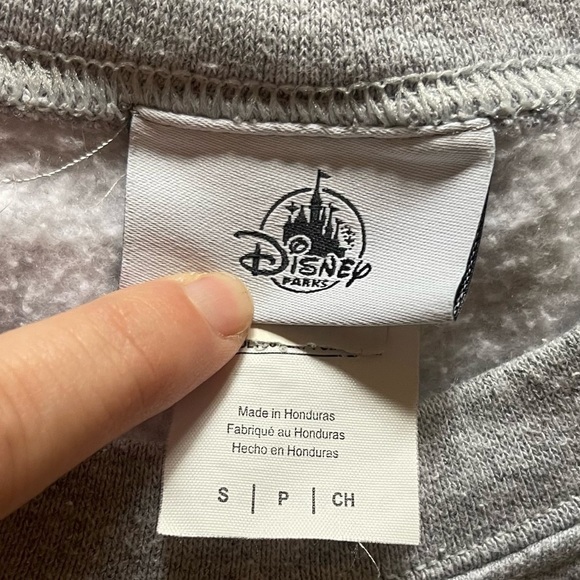 Disney
PARKS
Made in Honduras
Fabriqué au Honduras
Hecho en Honduras
S | P | CH